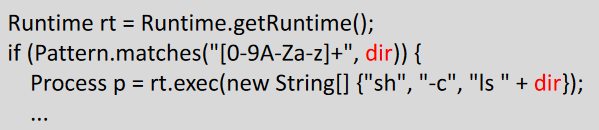 Runtime rt = Runtime.getRuntime();
if (Pattern.matches("[0-9A-Za-z]+", dir)) {
Process p = rt.exec(new String[] {"sh", "-c", "ls " + dir});
...